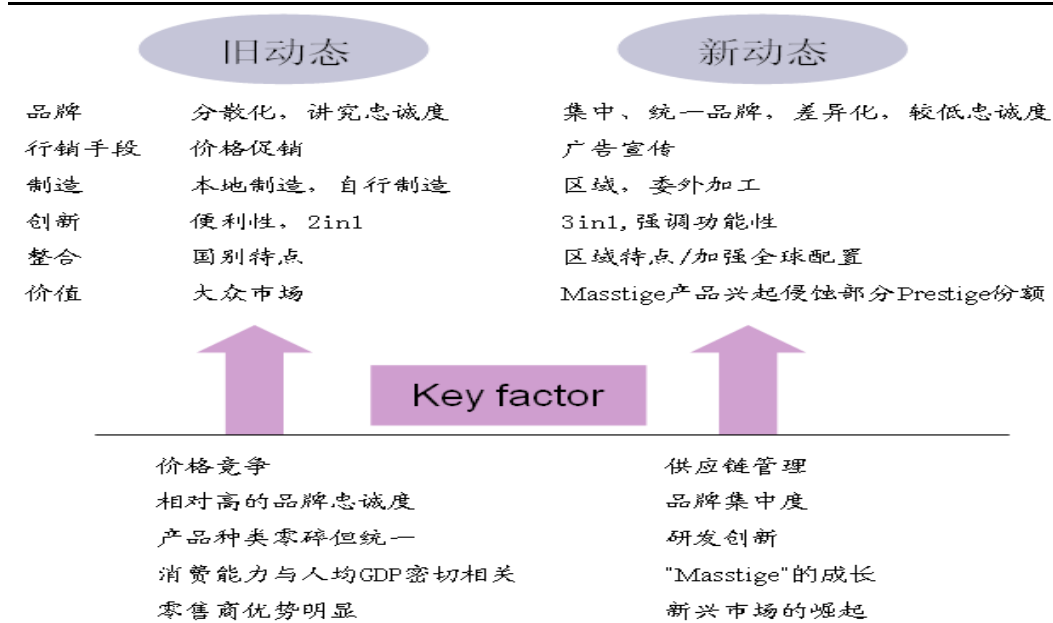 旧动态 新动态
品牌 分散化，讲究忠诚度 集中、统一品牌，差异化，较低忠诚度
行销手段 价格促销 广告宣传
制造 本地制造，自行制造 区域，委外加工
创新 便利性，2in1 3in1,强调功能性
整合 国别特点 区域特点/加强全球配置
价值 大众市场 Masstige产品兴起侵蚀部分Prestige份额
Key factor
价格竞争 供应链管理
相对高的品牌忠诚度 品牌集中度
产品种类零碎但统一 研发创新
消费能力与人均GDP密切相关 "Masstige"的成长
零售商优势明显 新兴市场的崛起